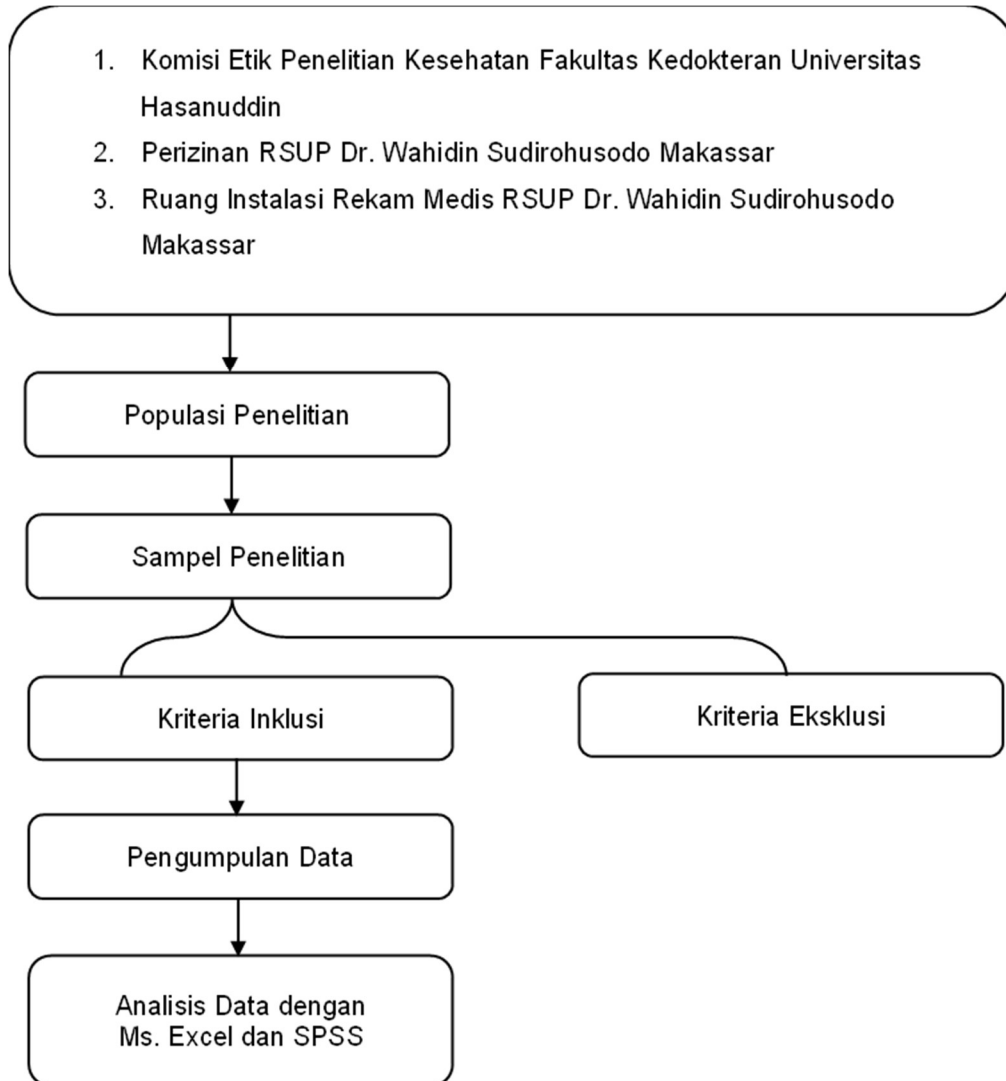 1. Komisi Etik Penelitian Kesehatan Fakultas Kedokteran Universitas
Hasanuddin
2. Perizinan RSUP Dr. Wahidin Sudirohusodo Makassar
3. Ruang Instalasi Rekam Medis RSUP Dr. Wahidin Sudirohusodo
Makassar
Populasi Penelitian
Sampel Penelitian
Kriteria Inklusi
Kriteria Eksklusi
Pengumpulan Data
Analisis Data dengan
Ms. Excel dan SPSS